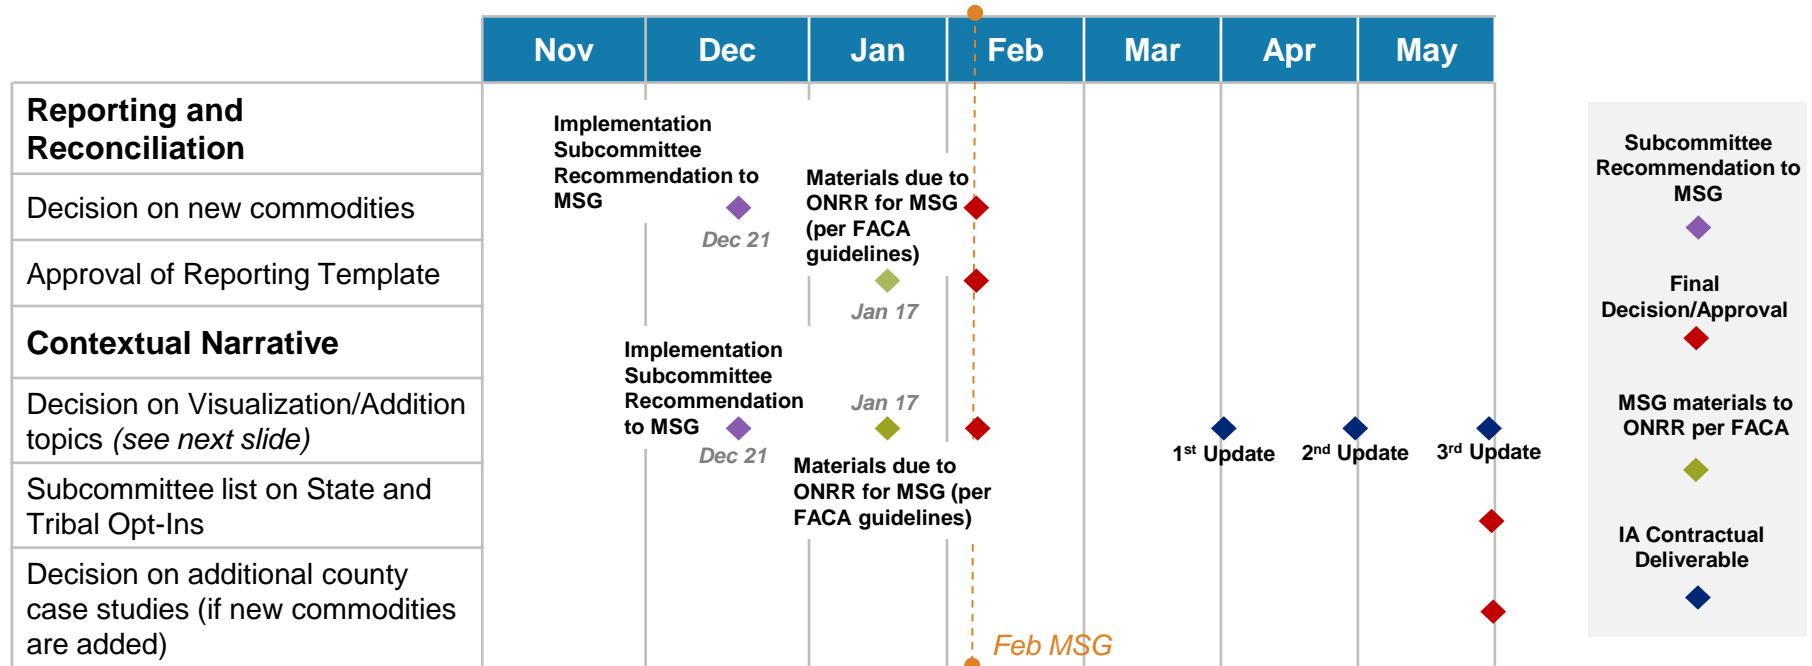 Nov Dec Jan Feb Mar Apr May
Reporting and
Reconciliation
Implementation
Subcommittee
Recommendation to
MSG
Materials due to
ONRR for MSG
(per FACA
guidelines)
Decision on new commodities
Dec 21
Approval of Reporting Template
Jan 17
Contextual Narrative
Implementation
Subcommittee
Recommendation
to MSG
Decision on Visualization/Addition
topics (see next slide)
Jan 17
Dec 21
1st Update 2nd Update 3rd Update
Materials due to
ONRR for MSG (per
FACA guidelines)
Subcommittee list on State and
Tribal Opt-Ins
Decision on additional county
case studies (if new commodities
are added)
Feb MSG
Subcommittee
Recommendation to
MSG
Final
Decision/Approval
MSG materials to
ONRR per FACA
IA Contractual
Deliverable